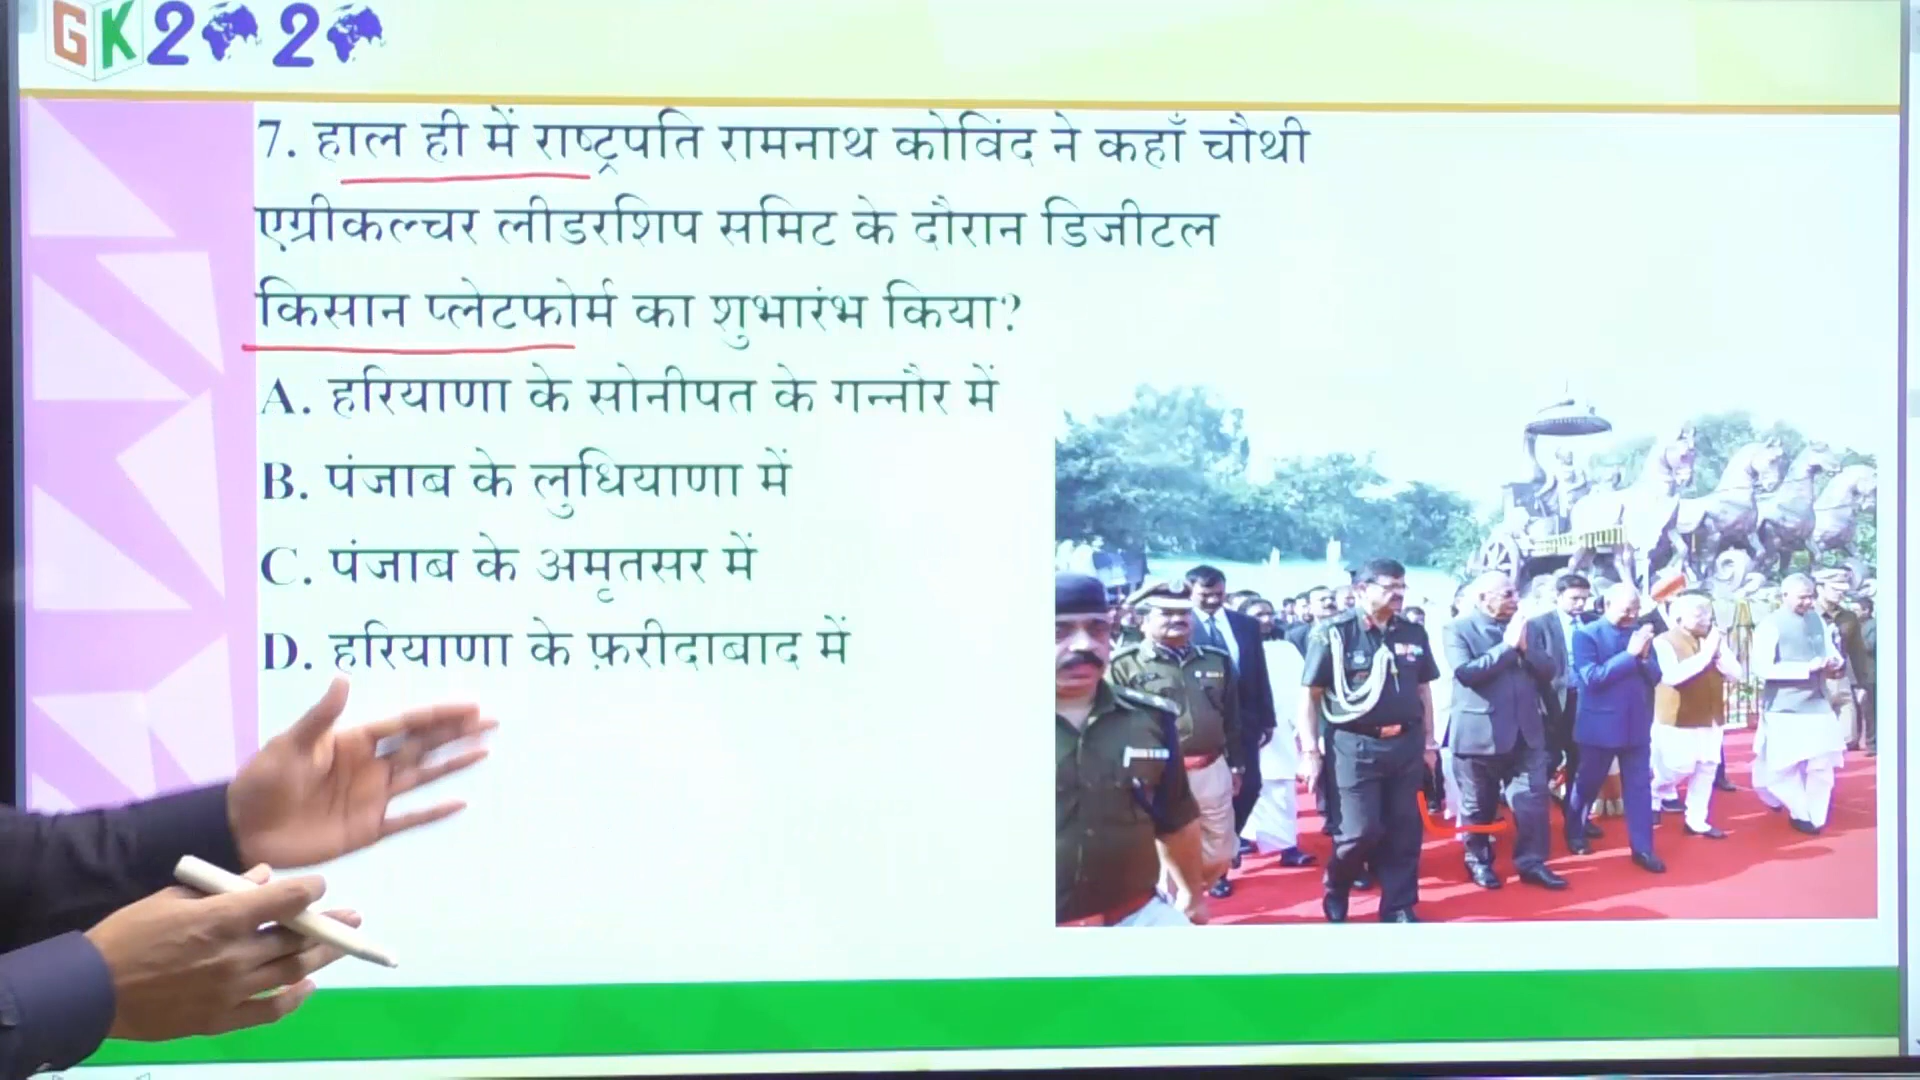 GK2020
7. हाल ही में राष्ट्रपति रामनाथ कोविंद ने कहाँ चौथी
एग्रीकल्चर लीडरशिप समिट के दौरान डिजीटल
किसान प्लेटफोर्म का शुभारंभ किया?
A. हरियाणा के सोनीपत के गन्नौर में
B. पंजाब के लुधियाणा में
C. पंजाब के अमृतसर में
D. हरियाणा के फ़रीदाबाद में